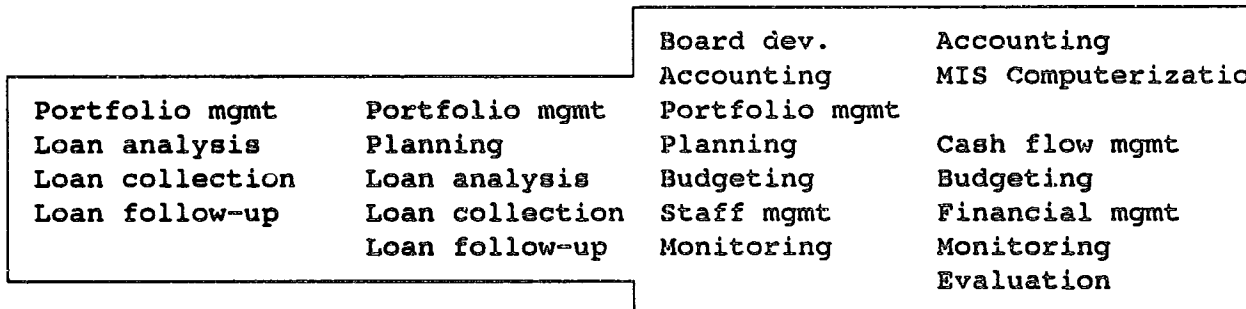 Board dev. Accounting
Accounting MIS Computerizatio
Portfolio mgmt Portfolio mgmt Portfolio mgmt
Loan analysis Planning Planning Cash flow mgmt
Loan collection Loan analysis Budgeting Budgeting
Loan follow-up Loan collection Staff mgmt Financial mgmt
Loan follow-up Monitoring Monitoring
Evaluation